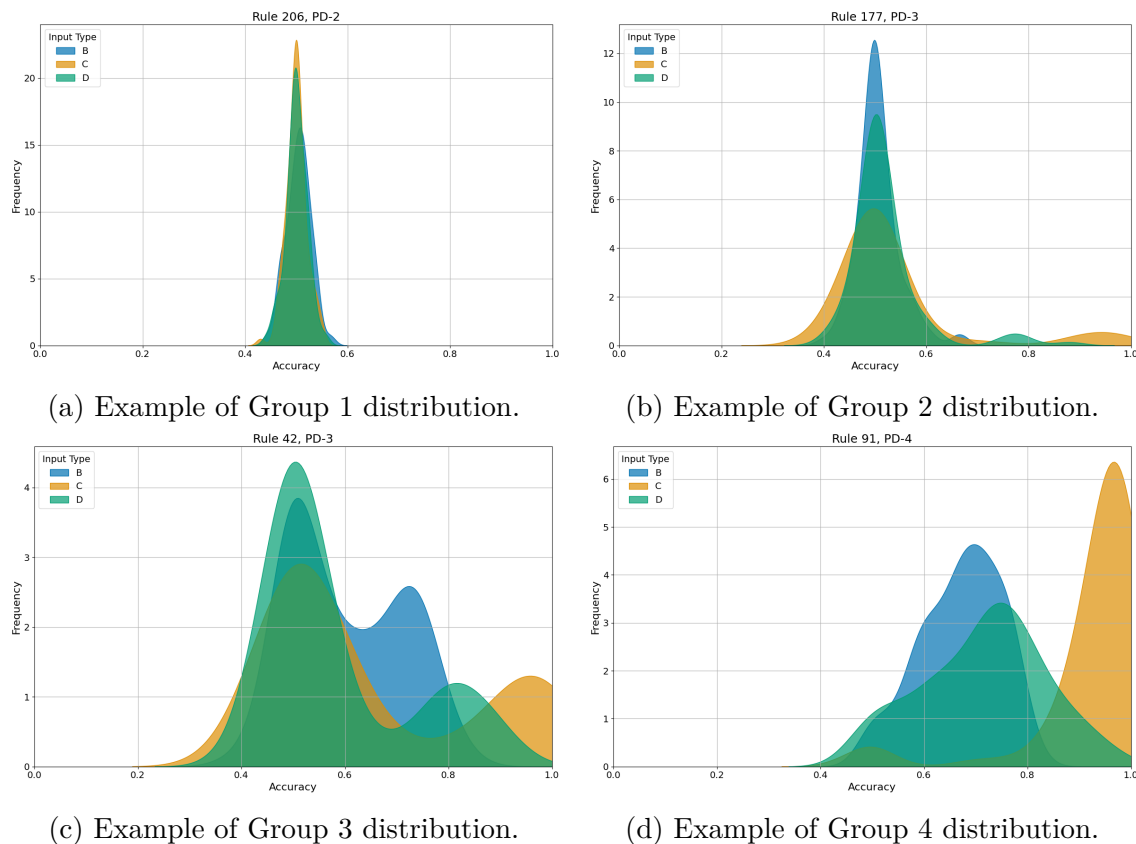 Rule 206, PD-2
Input Type
B
C
D
Frequency
20
15
10
5
0
0.0 0.2 0.4 0.6 0.8 1.0
Accuracy
(a) Example of Group 1 distribution.
Rule 177, PD-3
Input Type
B
C
D
Frequency
12
10
8
6
4
2
0
0.0 0.2 0.4 0.6 0.8 1.0
Accuracy
(b) Example of Group 2 distribution.
Rule 42, PD-3
Input Type
B
C
D
Frequency
4
3
2
1
0
0.0 0.2 0.4 0.6 0.8 1.0
Accuracy
(c) Example of Group 3 distribution.
Rule 91, PD-4
Input Type
B
C
D
Frequency
6
5
4
3
2
1
0
0.0 0.2 0.4 0.6 0.8 1.0
Accuracy
(d) Example of Group 4 distribution.